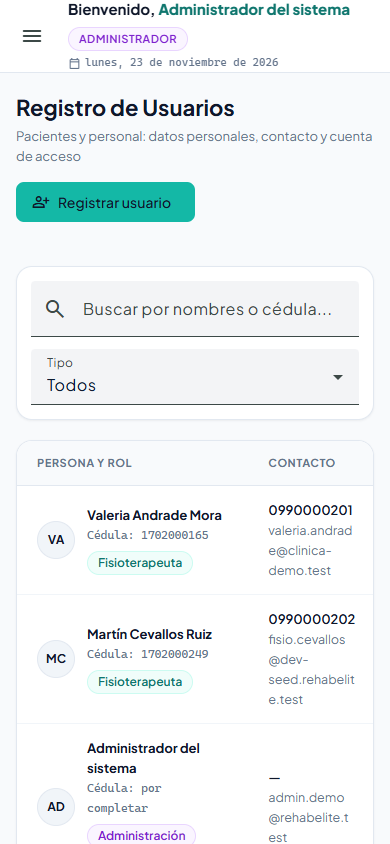 Bienvenido, Administrador del sistema
ADMINISTRADOR
lunes, 23 de noviembre de 2026
Registro de Usuarios
Pacientes y personal: datos personales, contacto y cuenta
de acceso
Registrar usuario
Buscar por nombres o cédula...
Tipo
Todos
PERSONA Y ROL
CONTACTO
VA
Valeria Andrade Mora
Cédula: 1702000165
Fisioterapeuta
0990000201
valeria.andrad
e@clinica-
demo.test
MC
Martín Cevallos Ruiz
Cédula: 1702000249
Fisioterapeuta
0990000202
fisio.cevallos
@dev-
seed.rehabelit
e.test
AD
Administrador del
sistema
Cédula: por
completar
Administración
—
admin.demo
@rehabelite.t
est